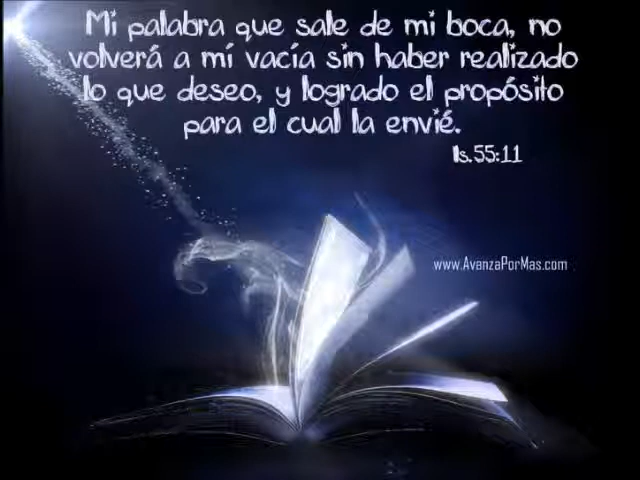 Mi palabra que sale de mi boca, no
volverá a mí vacía sin haber realizado
lo que deseo, y logrado el propósito
para el cual la envié.
Is.55:11
www.AvanzaPorMas.com